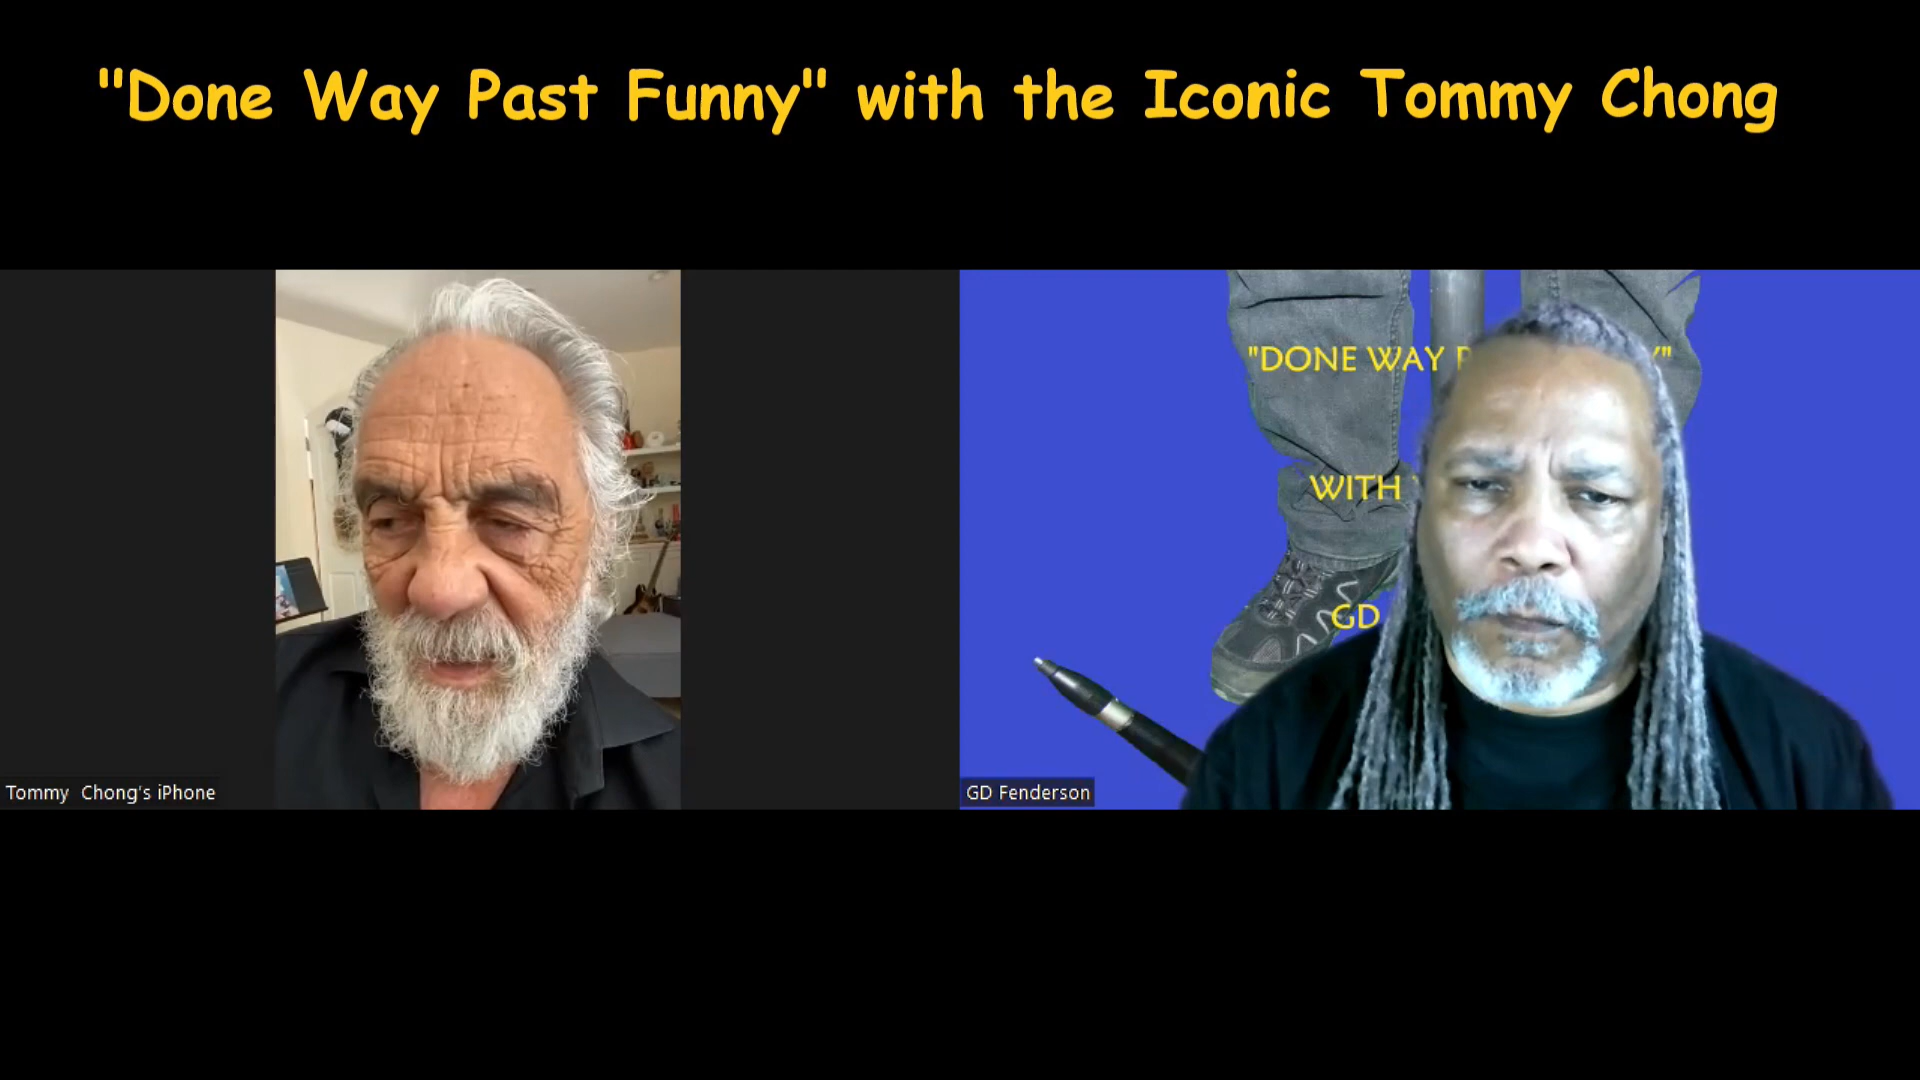 "Done Way Past Funny" with the Iconic Tommy Chong
"DONE WAY
WITH
GD
Tommy Chong's iPhone
GD Fenderson